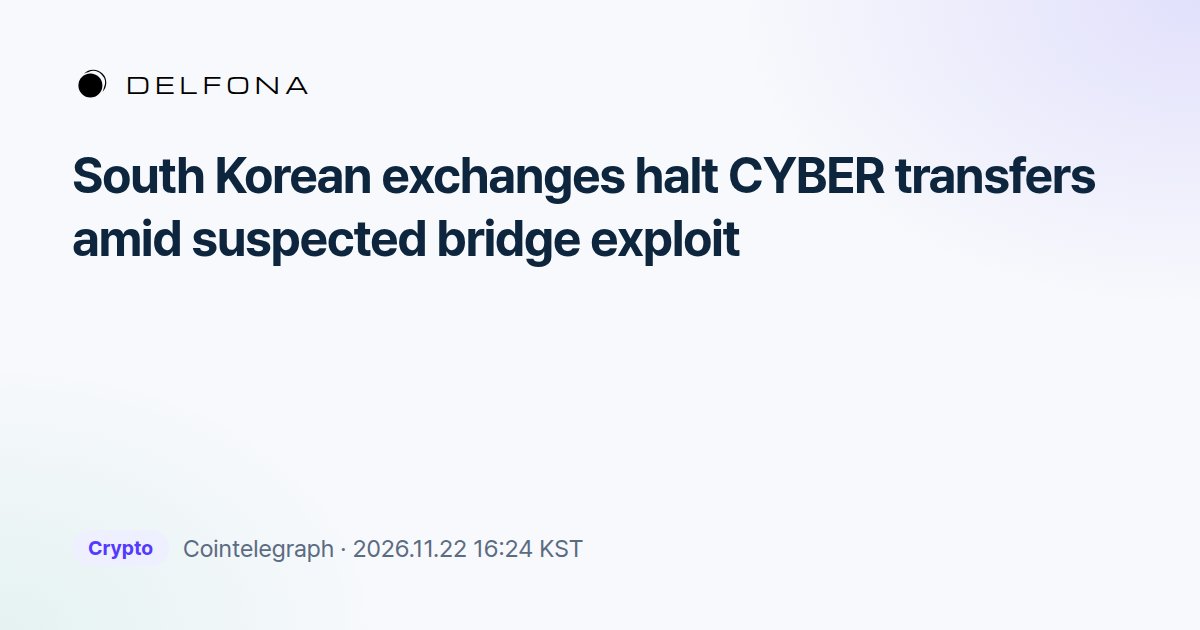 DELFONA
South Korean exchanges halt CYBER transfers
amid suspected bridge exploit
Crypto Cointelegraph · 2026.11.22 16:24 KST